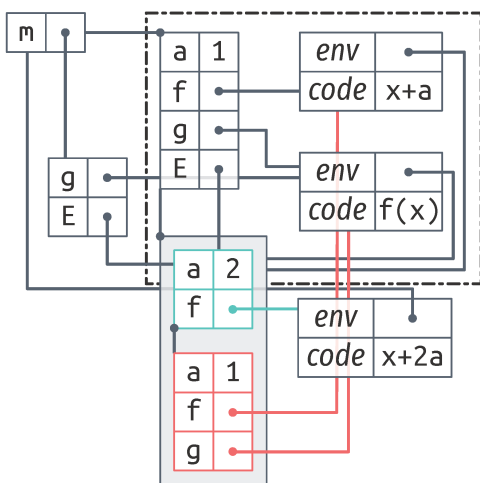 m
a 1
f
g
E
env
code x+a
g
E
env
code f(x)
a 2
f
env
code x+2a
a 1
f
g